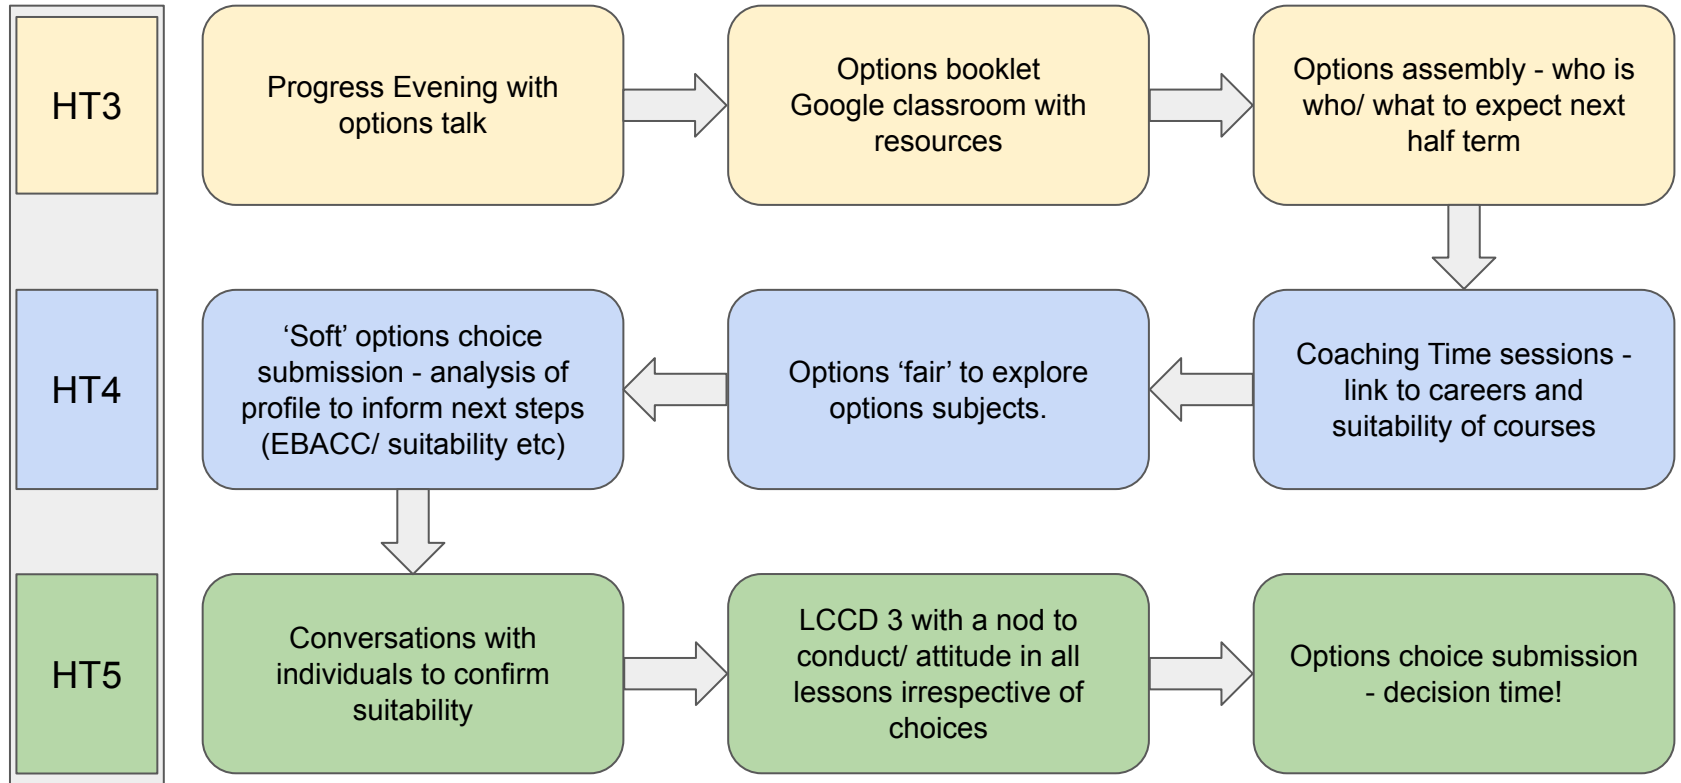 HT3
Progress Evening with
options talk
Options booklet
Google classroom with
resources
Options assembly - who is
who/ what to expect next
half term
HT4
‘Soft’ options choice
submission - analysis of
profile to inform next steps
(EBACC/ suitability etc)
Options ‘fair’ to explore
options subjects.
Coaching Time sessions -
link to careers and
suitability of courses
HT5
Conversations with
individuals to confirm
suitability
LCCD 3 with a nod to
conduct/ attitude in all
lessons irrespective of
choices
Options choice submission
- decision time!